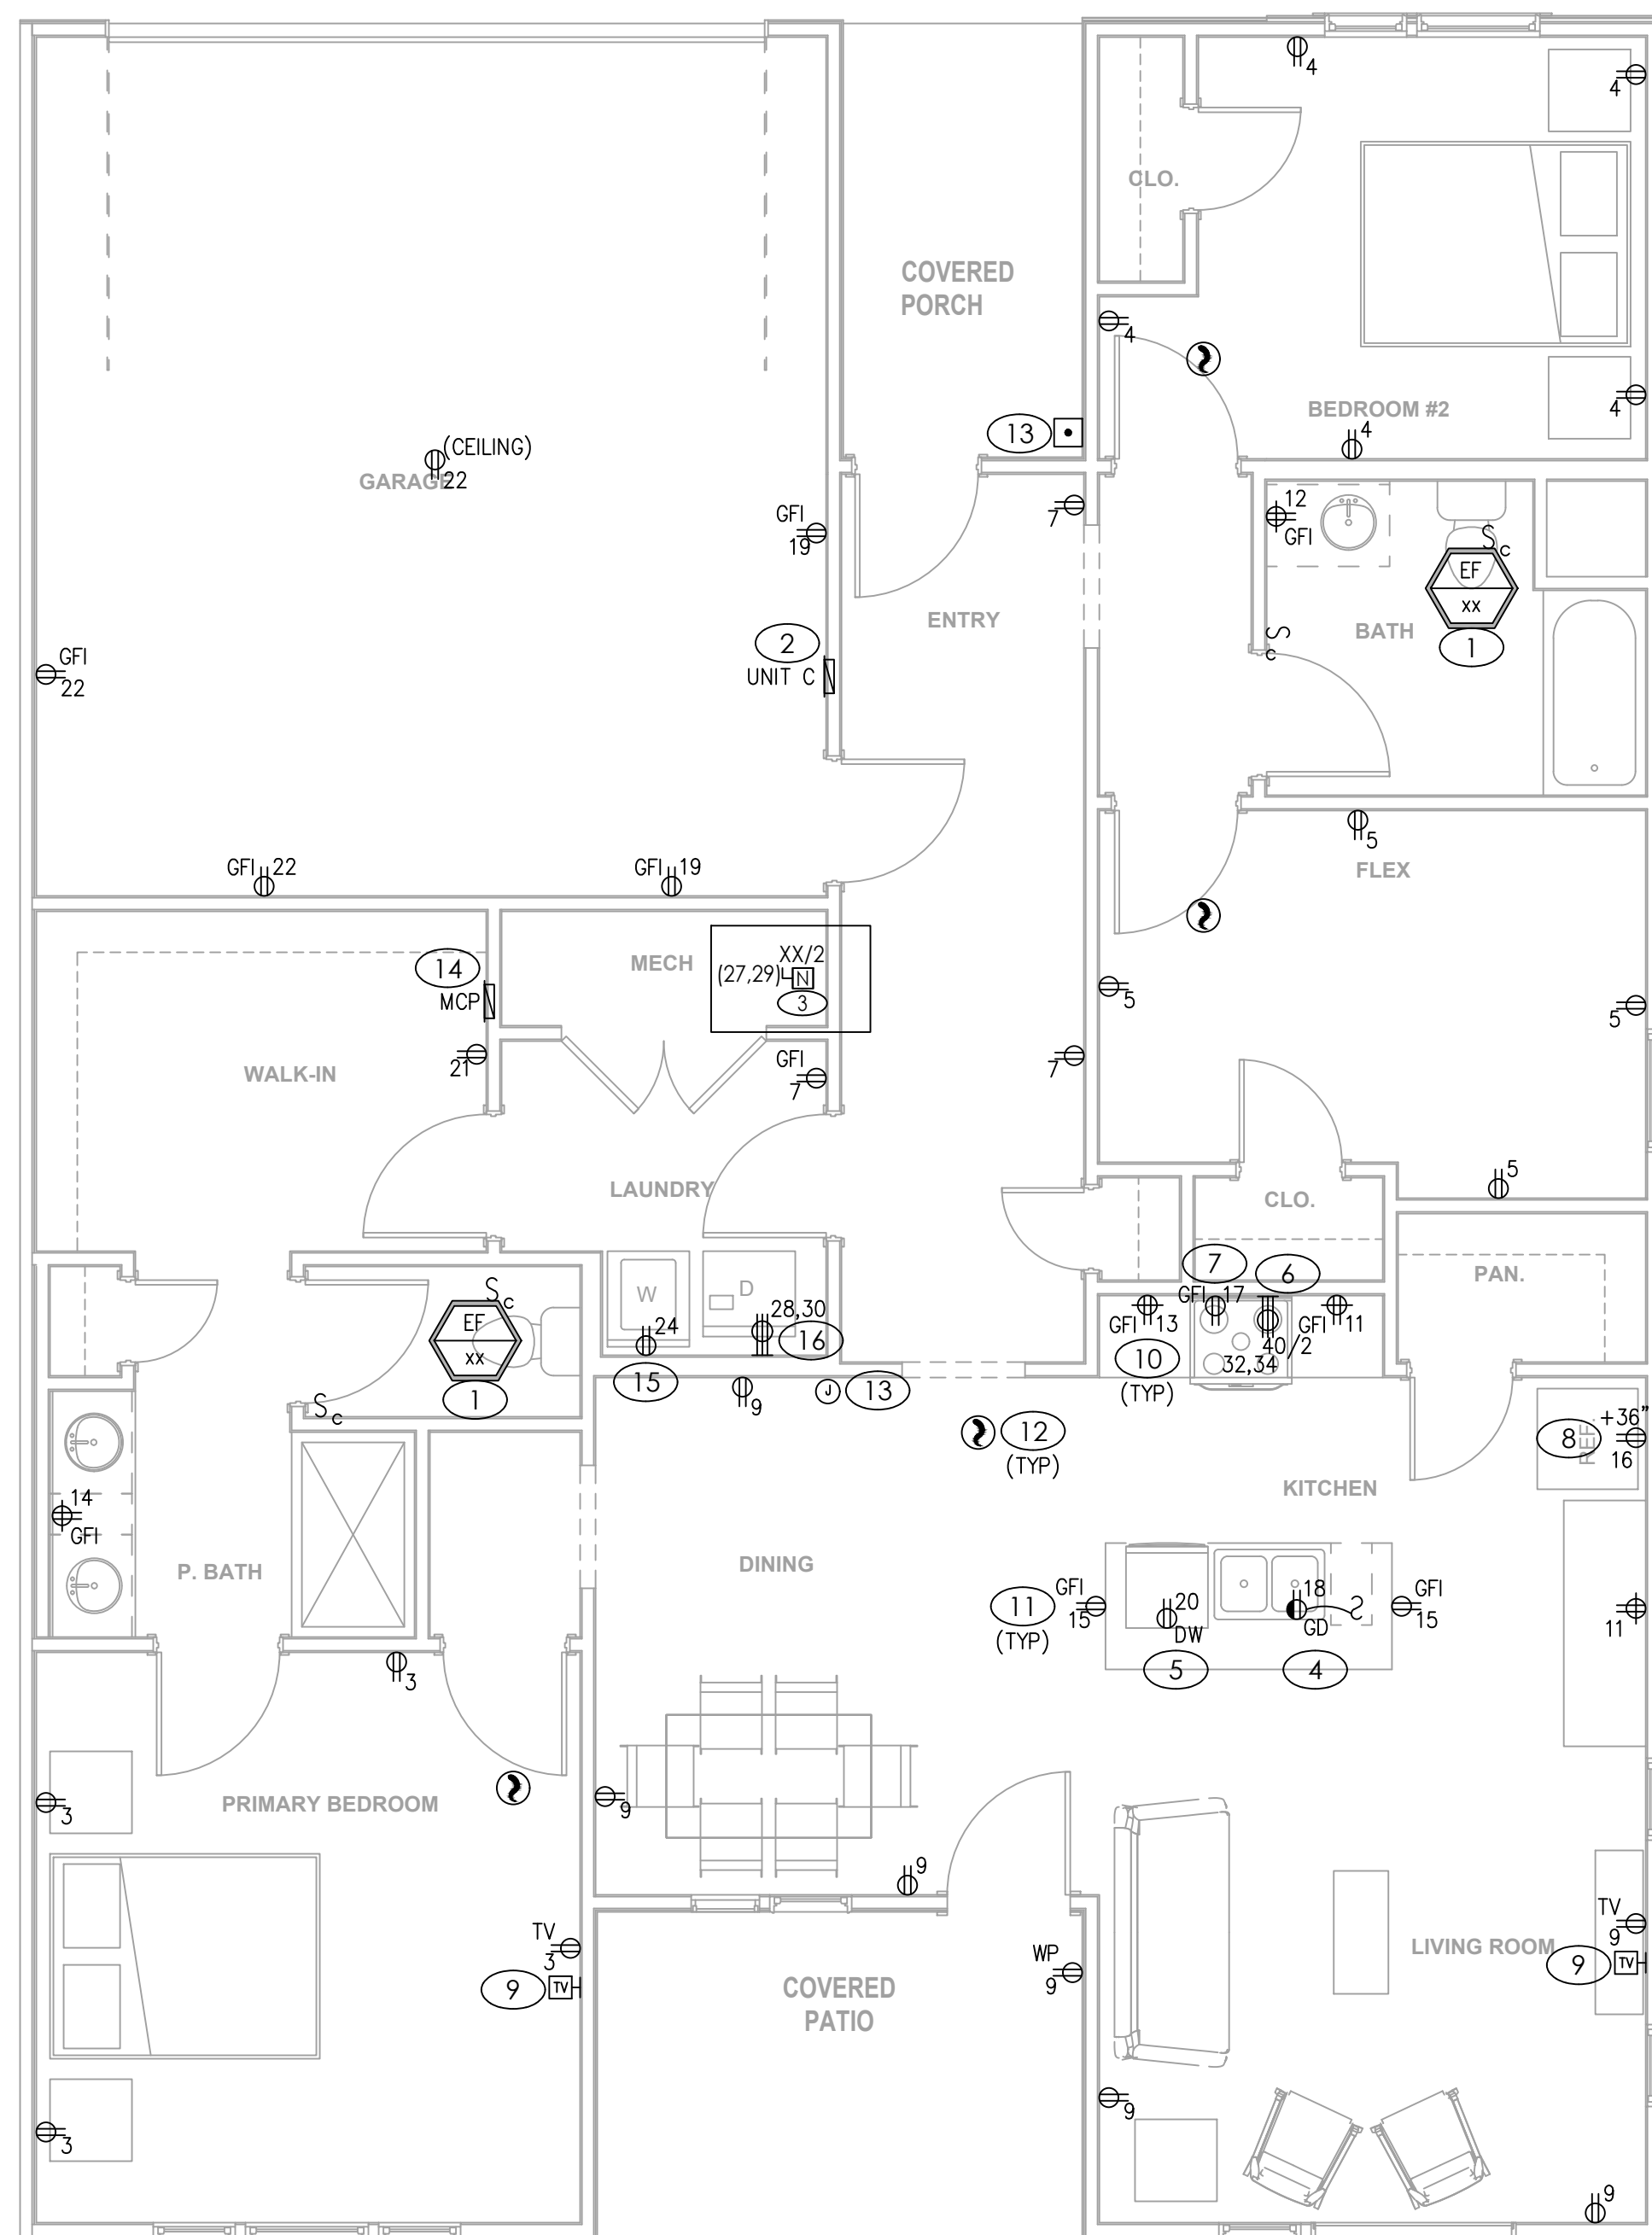 4
4
CLO.
COVERED
PORCH
4
BEDROOM #2
4
4
13
(CEILING)
GARAGE
22
GFI
19
7
12
GFI
Sc
EF
xx
1
ENTRY
BATH
Sc
2
UNIT C
GFI
22
5
FLEX
GFI 22
GFI 19
14
MCP
MECH
XX/2
(27,29)
N
3
5
5
21
WALK-IN
GFI
7
7
LAUNDRY
5
CLO.
PAN.
7
6
GFI 17
GFI 13
GFI 11
40/2
32,34
10
(TYP)
Sc
EF
xx
1
Sc
W
D
24
28,30
16
15
9
J
13
12
(TYP)
8
REF.
+36"
16
KITCHEN
14
GFI
P. BATH
DINING
11
(TYP)
GFI
15
20
DW
5
18
GD
S
4
GFI
15
11
3
3
PRIMARY BEDROOM
9
9
TV
3
9
TV
COVERED
PATIO
WP
9
LIVING ROOM
TV
9
9
TV
3
9
9